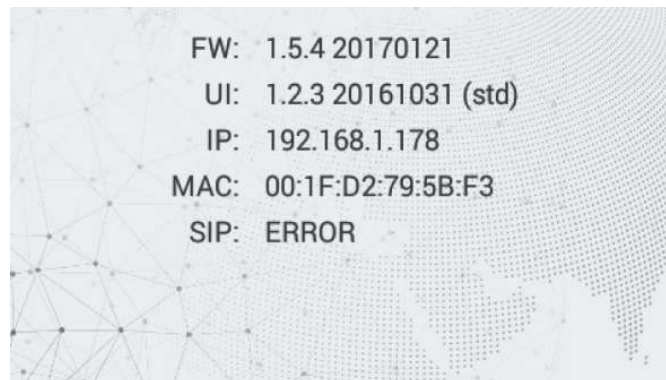 FW: 1.5.4 20170121
UI: 1.2.3 20161031 (std)
IP: 192.168.1.178
MAC: 00:1F:D2:79:5B:F3
SIP: ERROR